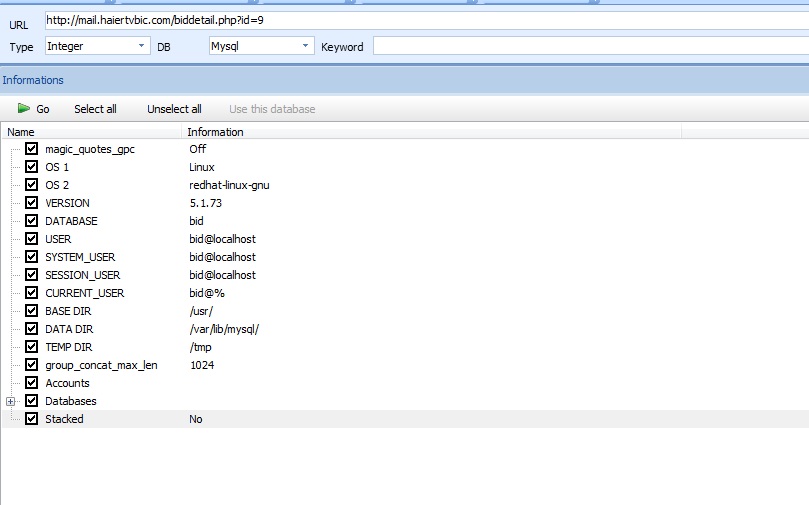 URL http://mail.haiertvbic.com/biddetail.php?id=9
Type Integer DB Mysql Keyword
Informations
Go Select all Unselect all Use this database
Name Information
magic_quotes_gpc Off
OS 1 Linux
OS 2 redhat-linux-gnu
VERSION 5.1.73
DATABASE bid
USER bid@localhost
SYSTEM_USER bid@localhost
SESSION_USER bid@localhost
CURRENT_USER bid@%
BASE DIR /usr/
DATA DIR /var/lib/mysql/
TEMP DIR /tmp
group_concat_max_len 1024
Accounts
Databases
Stacked No